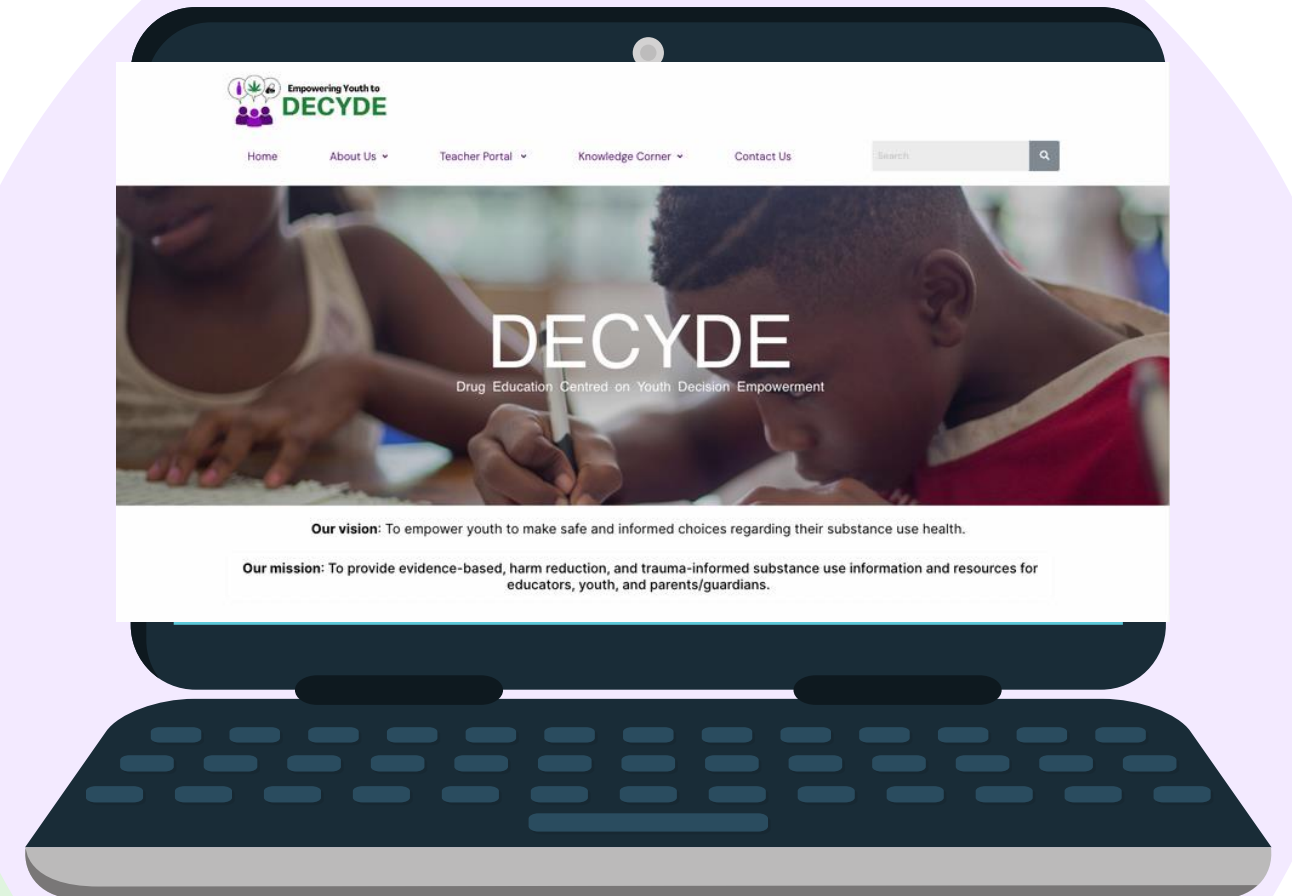 Empowering Youth to
DECYDE
Home About Us Teacher Portal Knowledge Corner Contact Us Search
DECYDE
Drug Education Centred on Youth Decision Empowerment
Our vision: To empower youth to make safe and informed choices regarding their substance use health.
Our mission: To provide evidence-based, harm reduction, and trauma-informed substance use information and resources for
educators, youth, and parents/guardians.